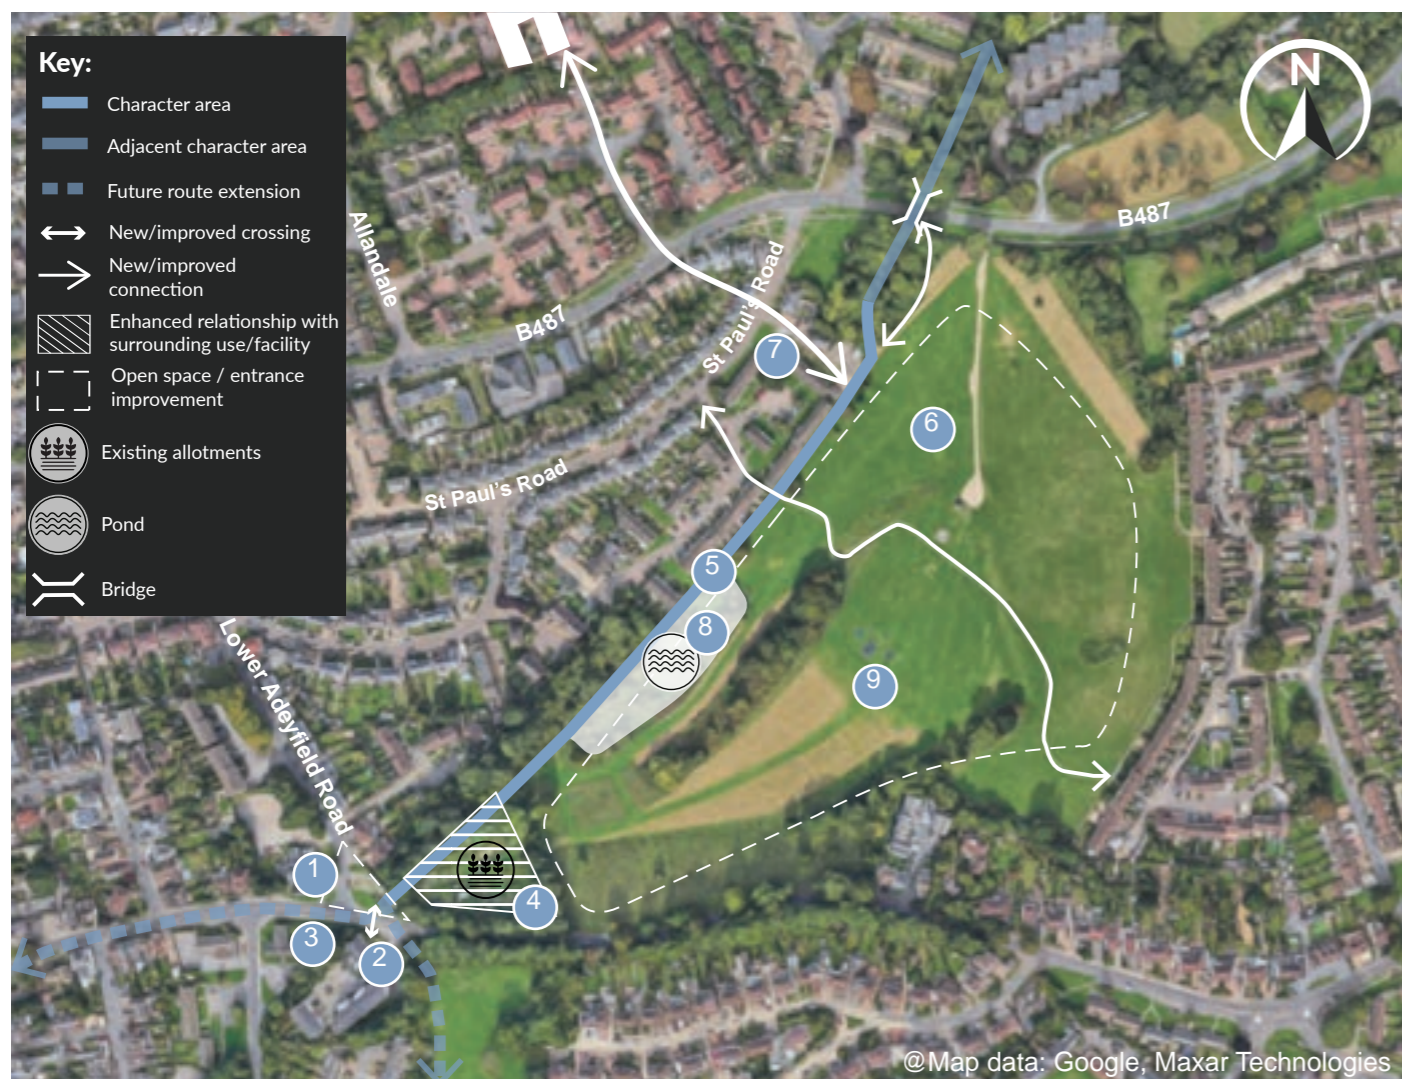 Key:
Character area
Adjacent character area
Future route extension
New/improved crossing
New/improved
connection
Enhanced relationship with
surrounding use/facility
Open space / entrance
improvement
Existing allotments
Pond
Bridge
N
B487
Allandale
B487
St Paul's Road
7
6
St Paul's Road
5
8
9
Lower Adeyfield Road
1
4
3
2
@Map data: Google, Maxar Technologies